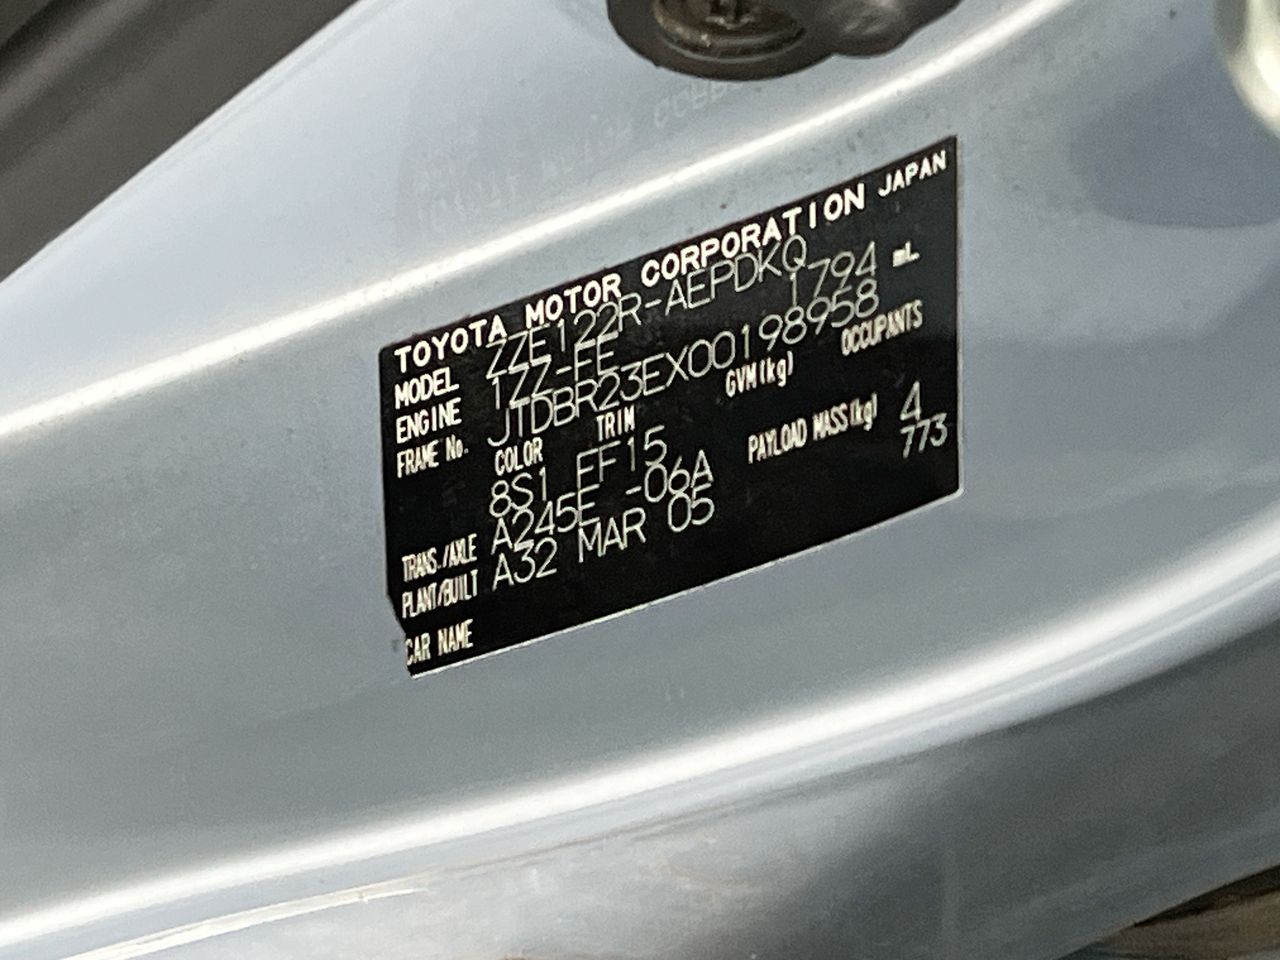 TOYOTA MOTOR CORPORATION JAPAN
MODEL ZZE122R-AEPDKQ
ENGINE 1ZZ-FE 1794 mL
FRAME No. JTDBR23EX00198958
COLOR TRIM GVM(kg) OCCUPANTS
8S1 FF15 4
TRANS./AXLE A245E -06A PAYLOAD MASS(kg) 773
PLANT/BUILT A32 MAR 05
CAR NAME